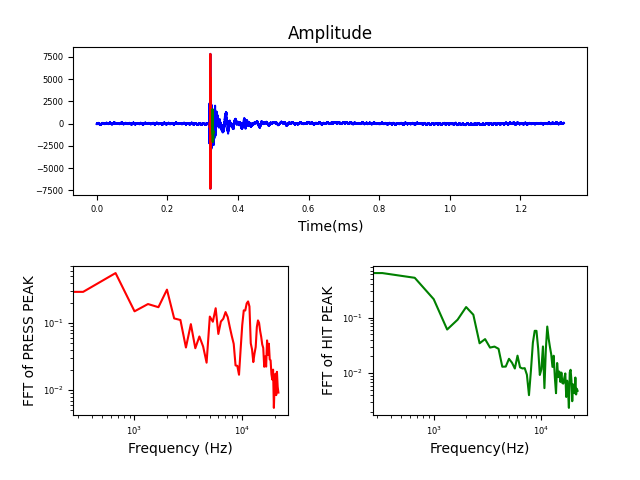 Amplitude
7500
5000
2500
0
−2500
−5000
−7500
0.0 0.2 0.4 0.6 0.8 1.0 1.2
Time(ms)
FFT of PRESS PEAK
10⁻¹
10⁻²
10³ 10⁴
Frequency (Hz)
FFT of HIT PEAK
10⁻¹
10⁻²
10³ 10⁴
Frequency(Hz)